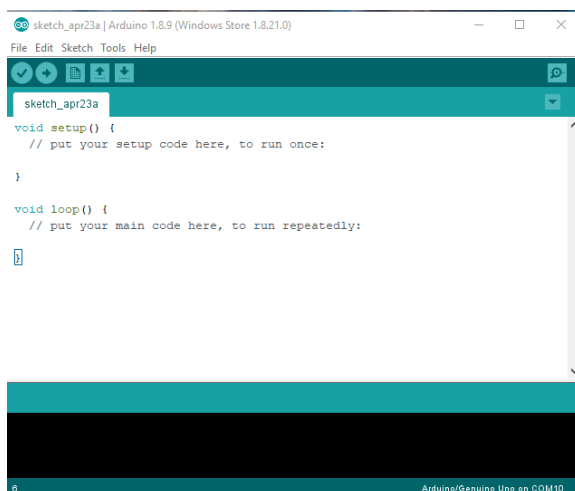 sketch_apr23a | Arduino 1.8.9 (Windows Store 1.8.21.0)
File Edit Sketch Tools Help
sketch_apr23a
void setup() {
  // put your setup code here, to run once:
}
void loop() {
  // put your main code here, to run repeatedly:
}
6 Arduino/Genuino Uno on COM10